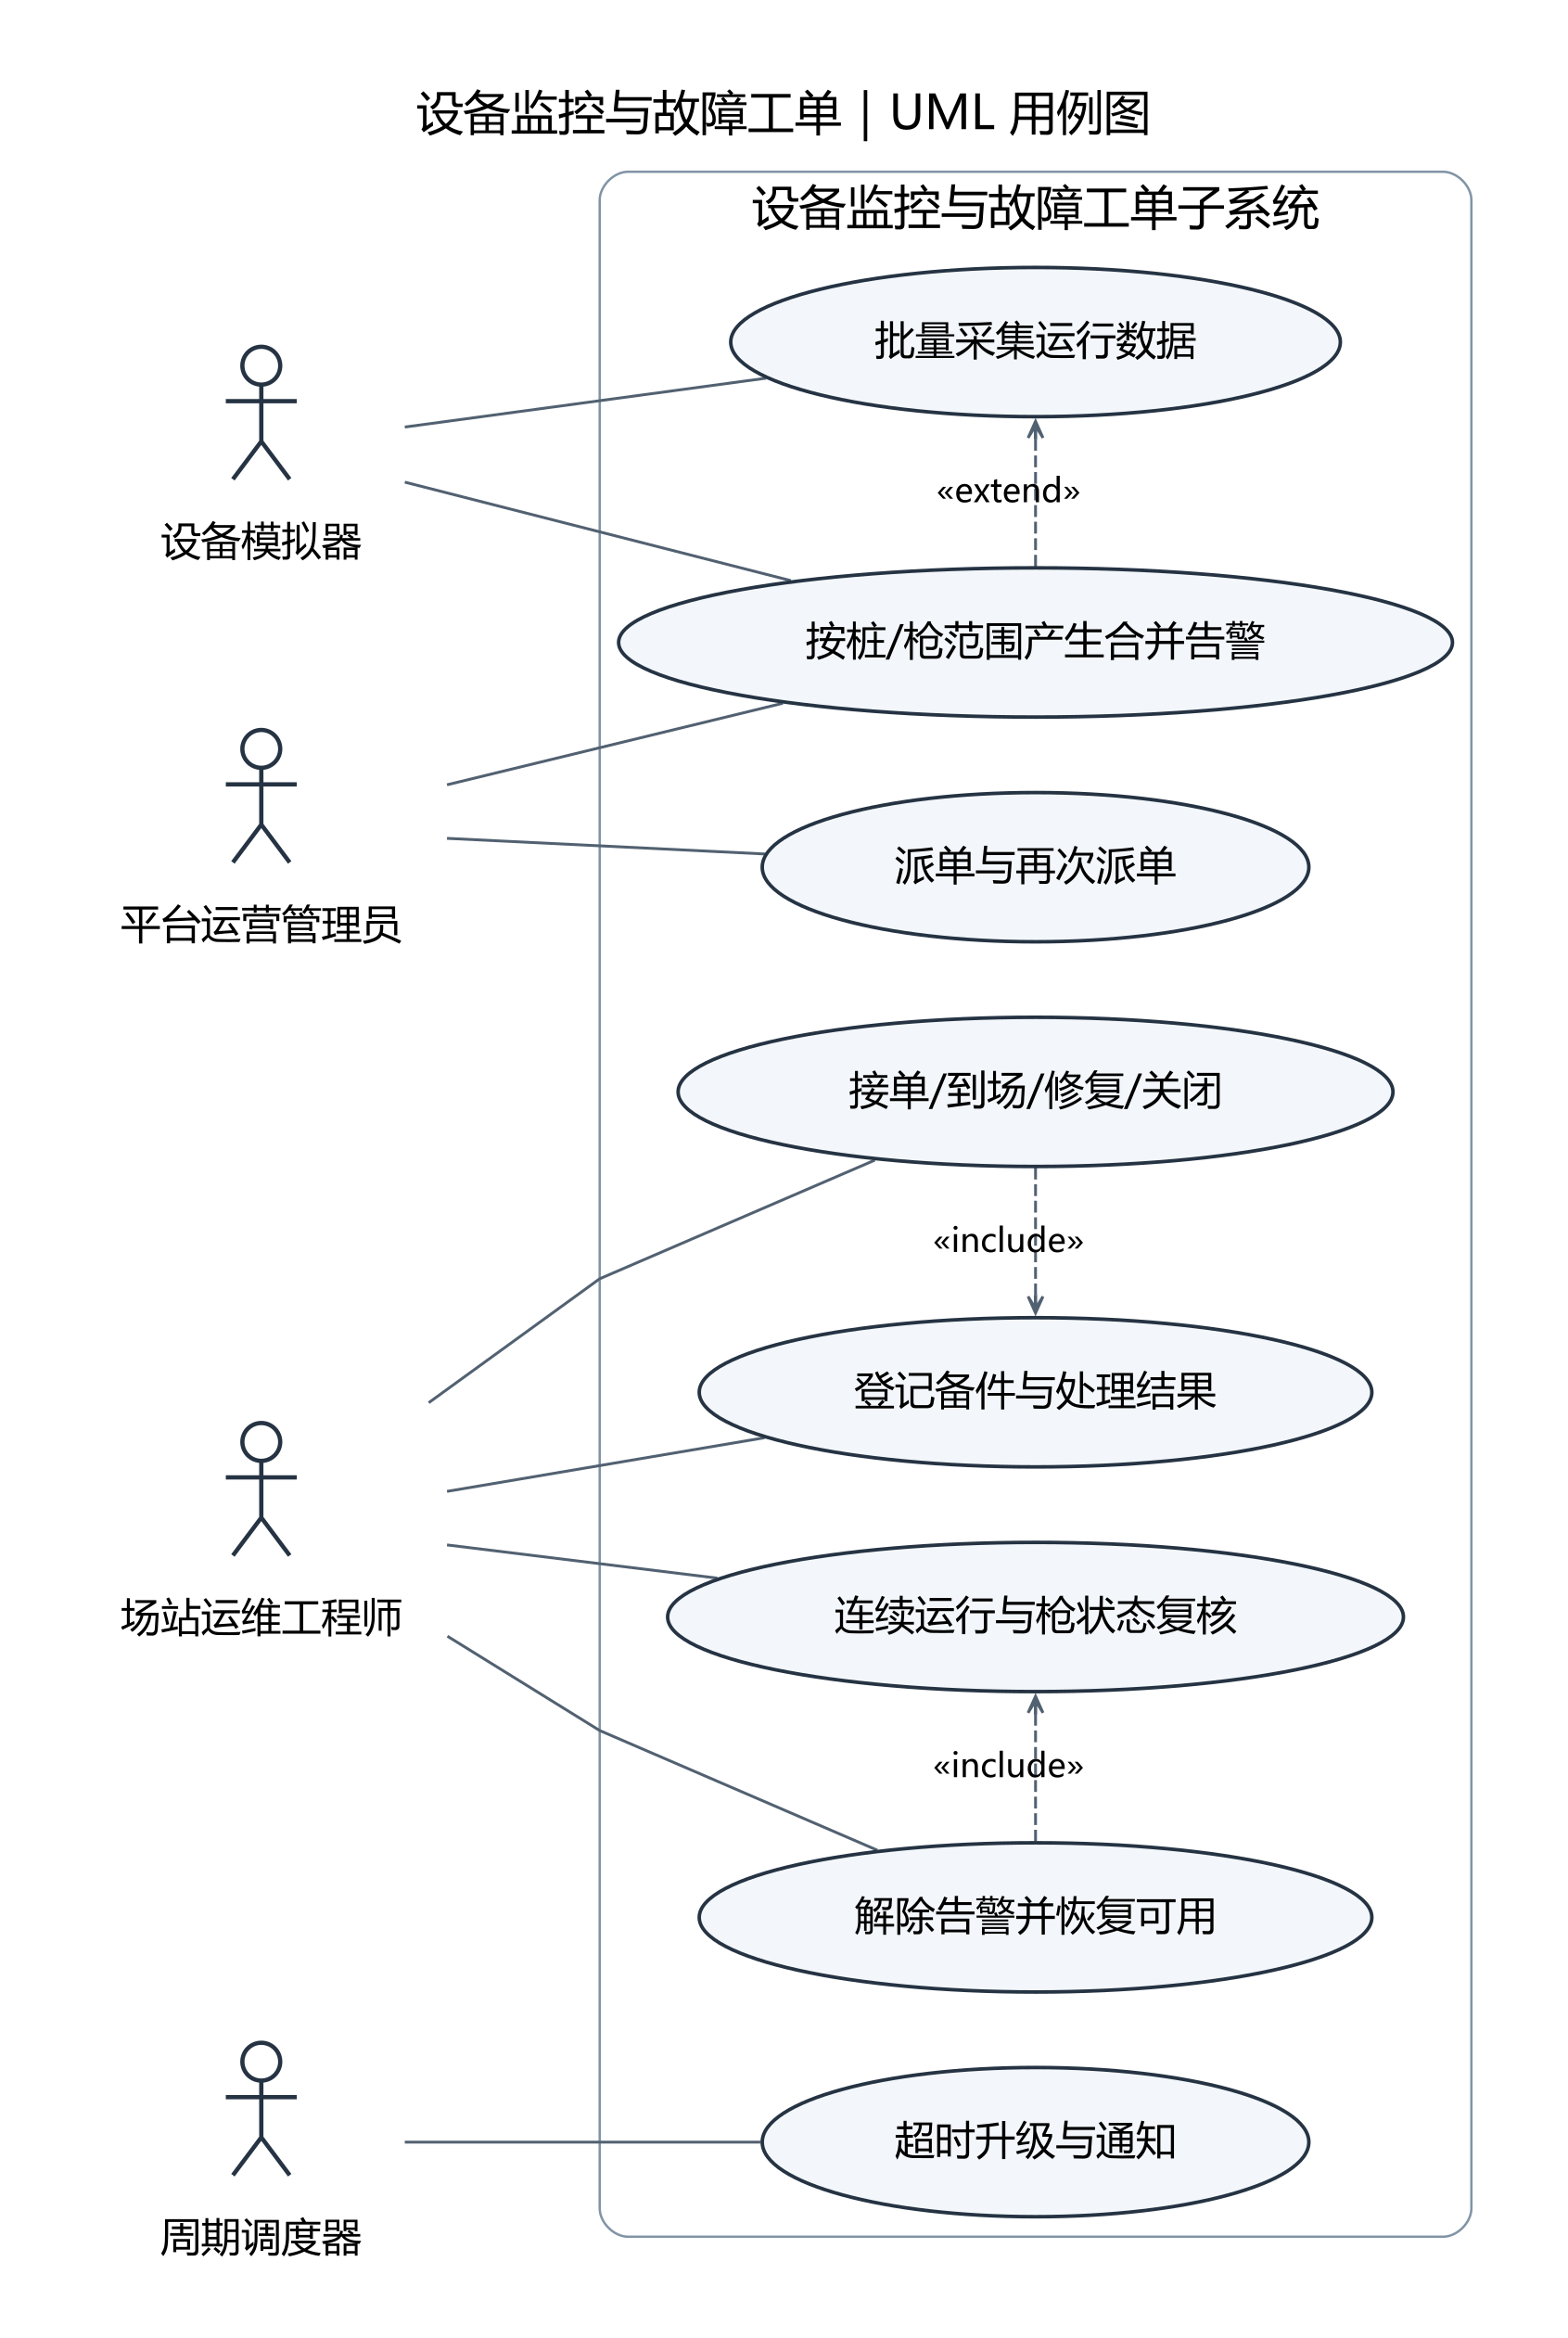 设备监控与故障工单｜UML 用例图
设备监控与故障工单子系统
批量采集运行数据
«extend»
设备模拟器
按桩/枪范围产生合并告警
派单与再次派单
平台运营管理员
接单/到场/修复/关闭
«include»
登记备件与处理结果
场站运维工程师
连续运行与枪状态复核
«include»
解除告警并恢复可用
超时升级与通知
周期调度器